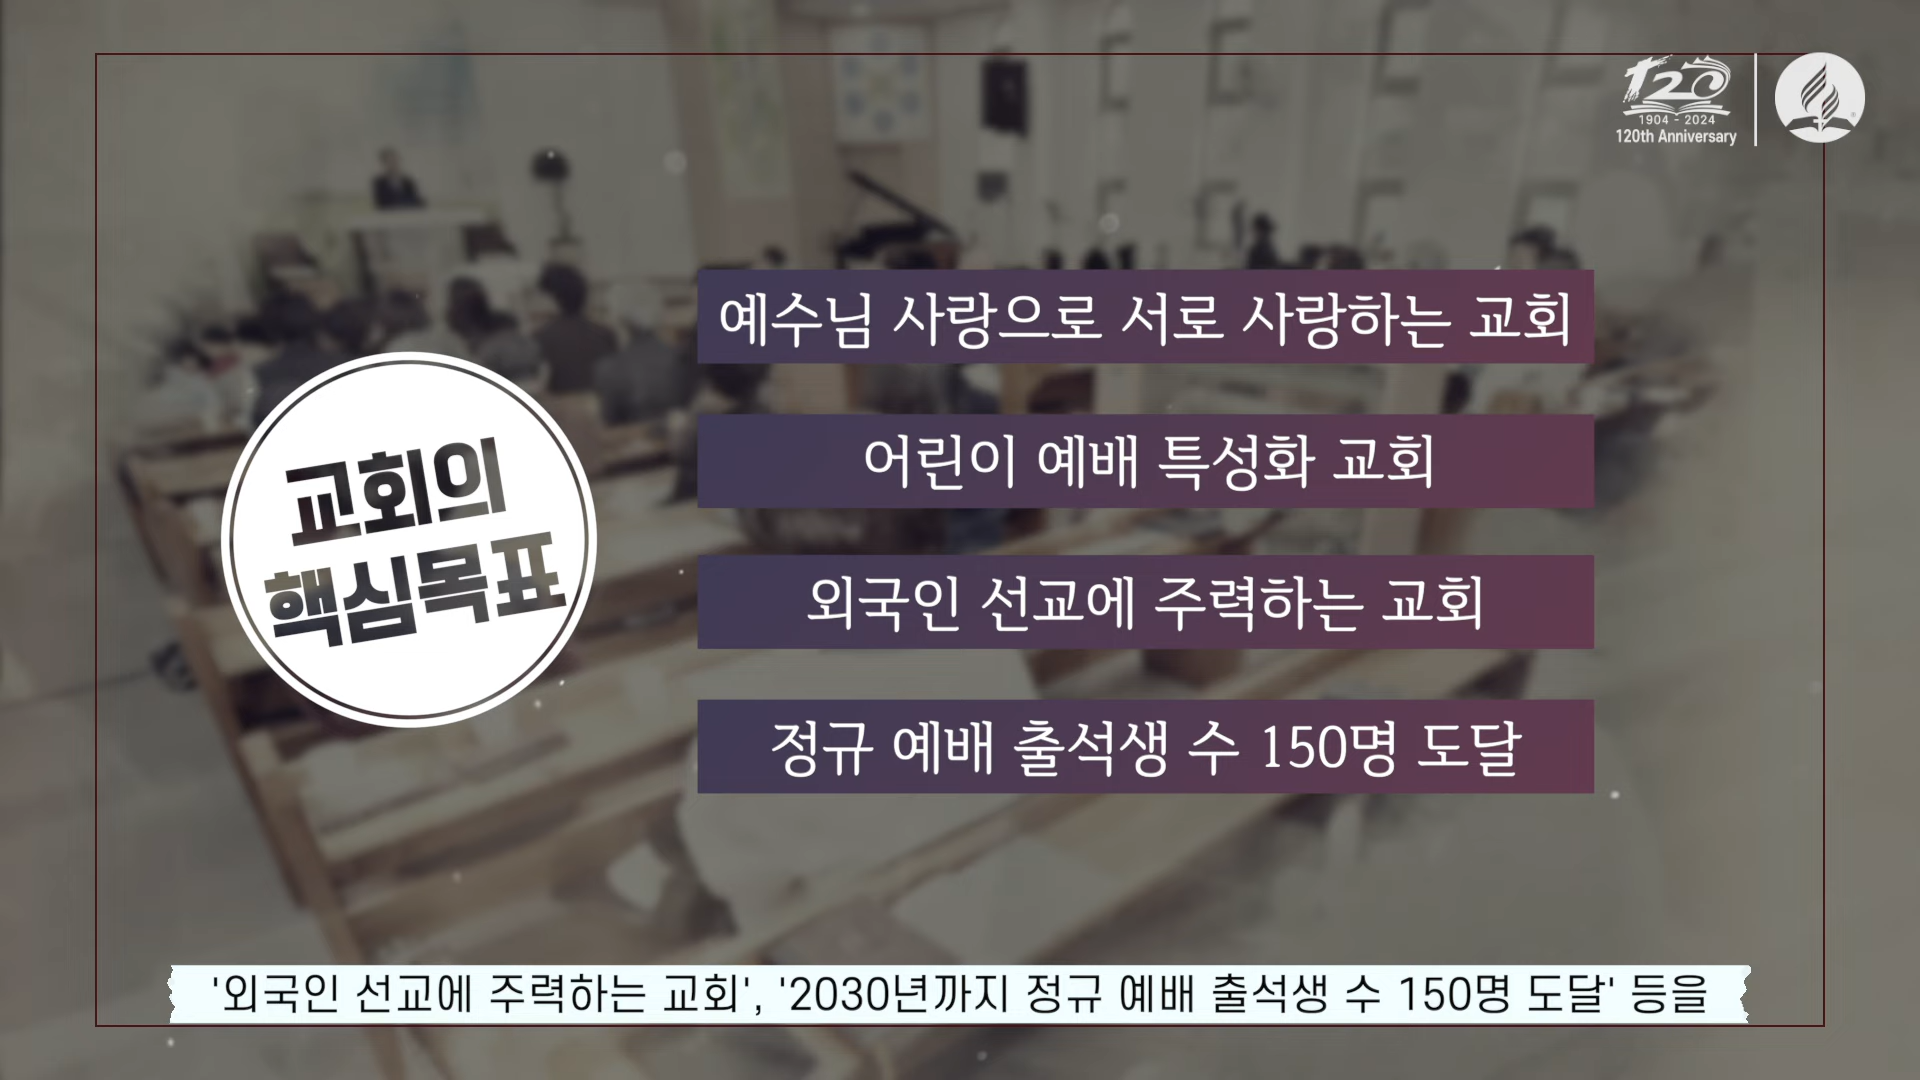 120
1904 - 2024
120th Anniversary
교회의
핵심목표
예수님 사랑으로 서로 사랑하는 교회
어린이 예배 특성화 교회
외국인 선교에 주력하는 교회
정규 예배 출석생 수 150명 도달
'외국인 선교에 주력하는 교회', '2030년까지 정규 예배 출석생 수 150명 도달' 등을